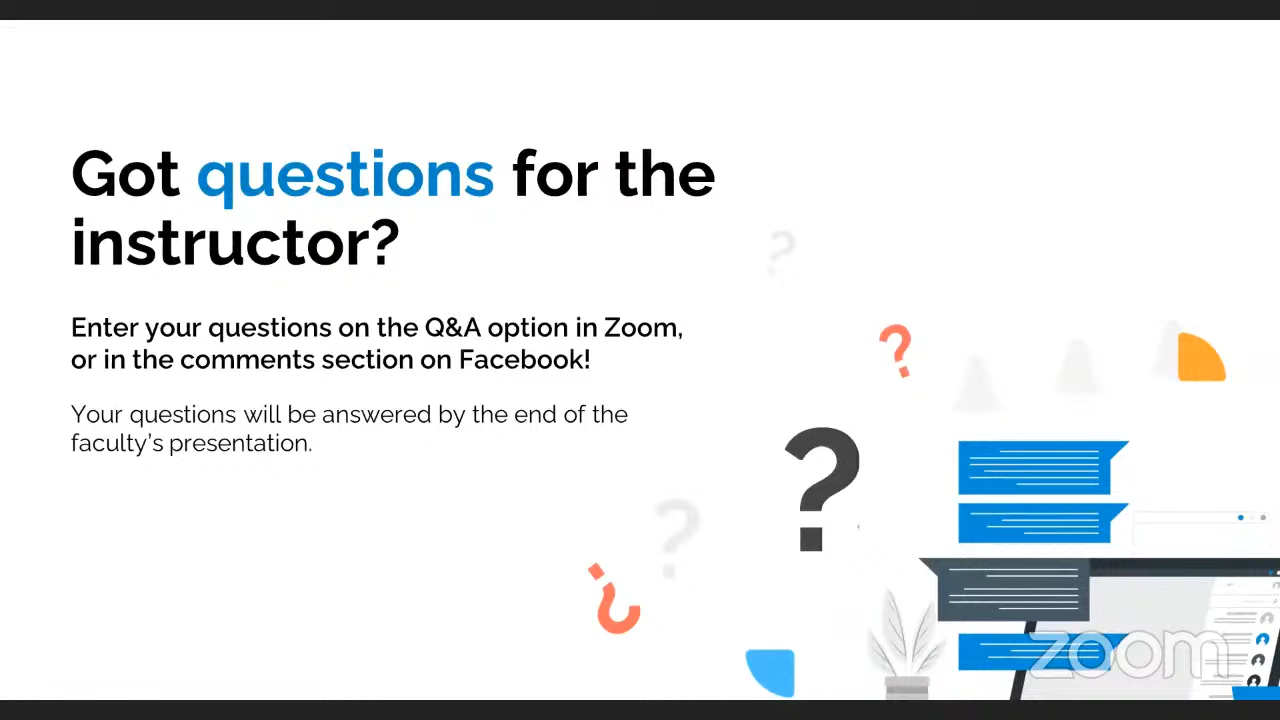 Got questions for the
instructor?
Enter your questions on the Q&A option in Zoom,
or in the comments section on Facebook!
Your questions will be answered by the end of the
faculty's presentation.
zoom